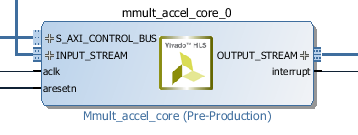 mmult_accel_core_0
S_AXI_CONTROL_BUS
INPUT_STREAM
aclk
aresetn
Vivado™ HLS
OUTPUT_STREAM
interrupt
Mmult_accel_core (Pre-Production)